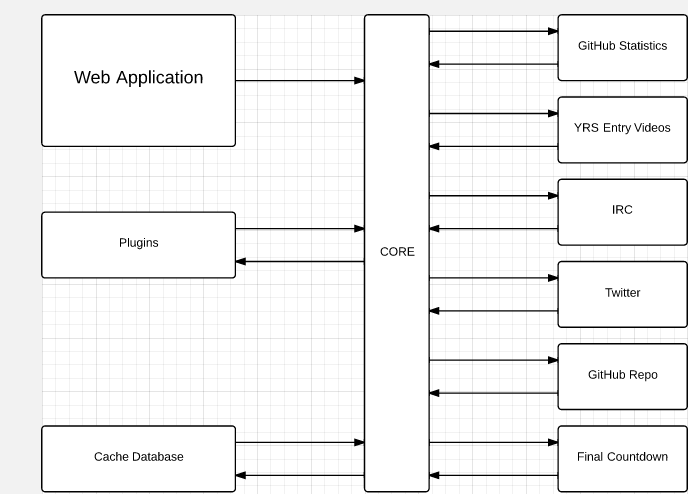 Web Application
GitHub Statistics
YRS Entry Videos
IRC
Plugins
CORE
Twitter
GitHub Repo
Cache Database
Final Countdown